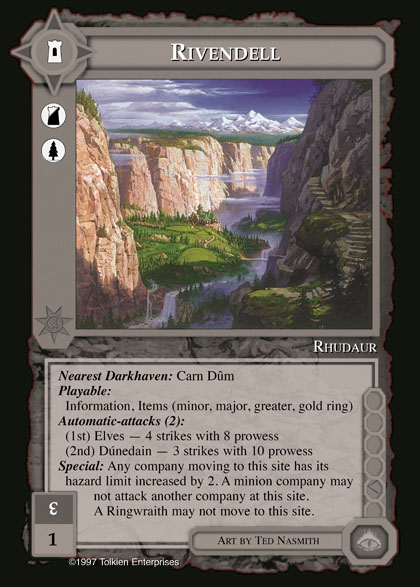 RIVENDELL
RHUDAUR
Nearest Darkhaven: Carn Dûm
Playable:
Information, Items (minor, major, greater, gold ring)
Automatic-attacks (2):
(1st) Elves — 4 strikes with 8 prowess
(2nd) Dúnedain — 3 strikes with 10 prowess
Special: Any company moving to this site has its
hazard limit increased by 2. A minion company may
not attack another company at this site.
A Ringwraith may not move to this site.
1
ART BY TED NASMITH
©1997 Tolkien Enterprises